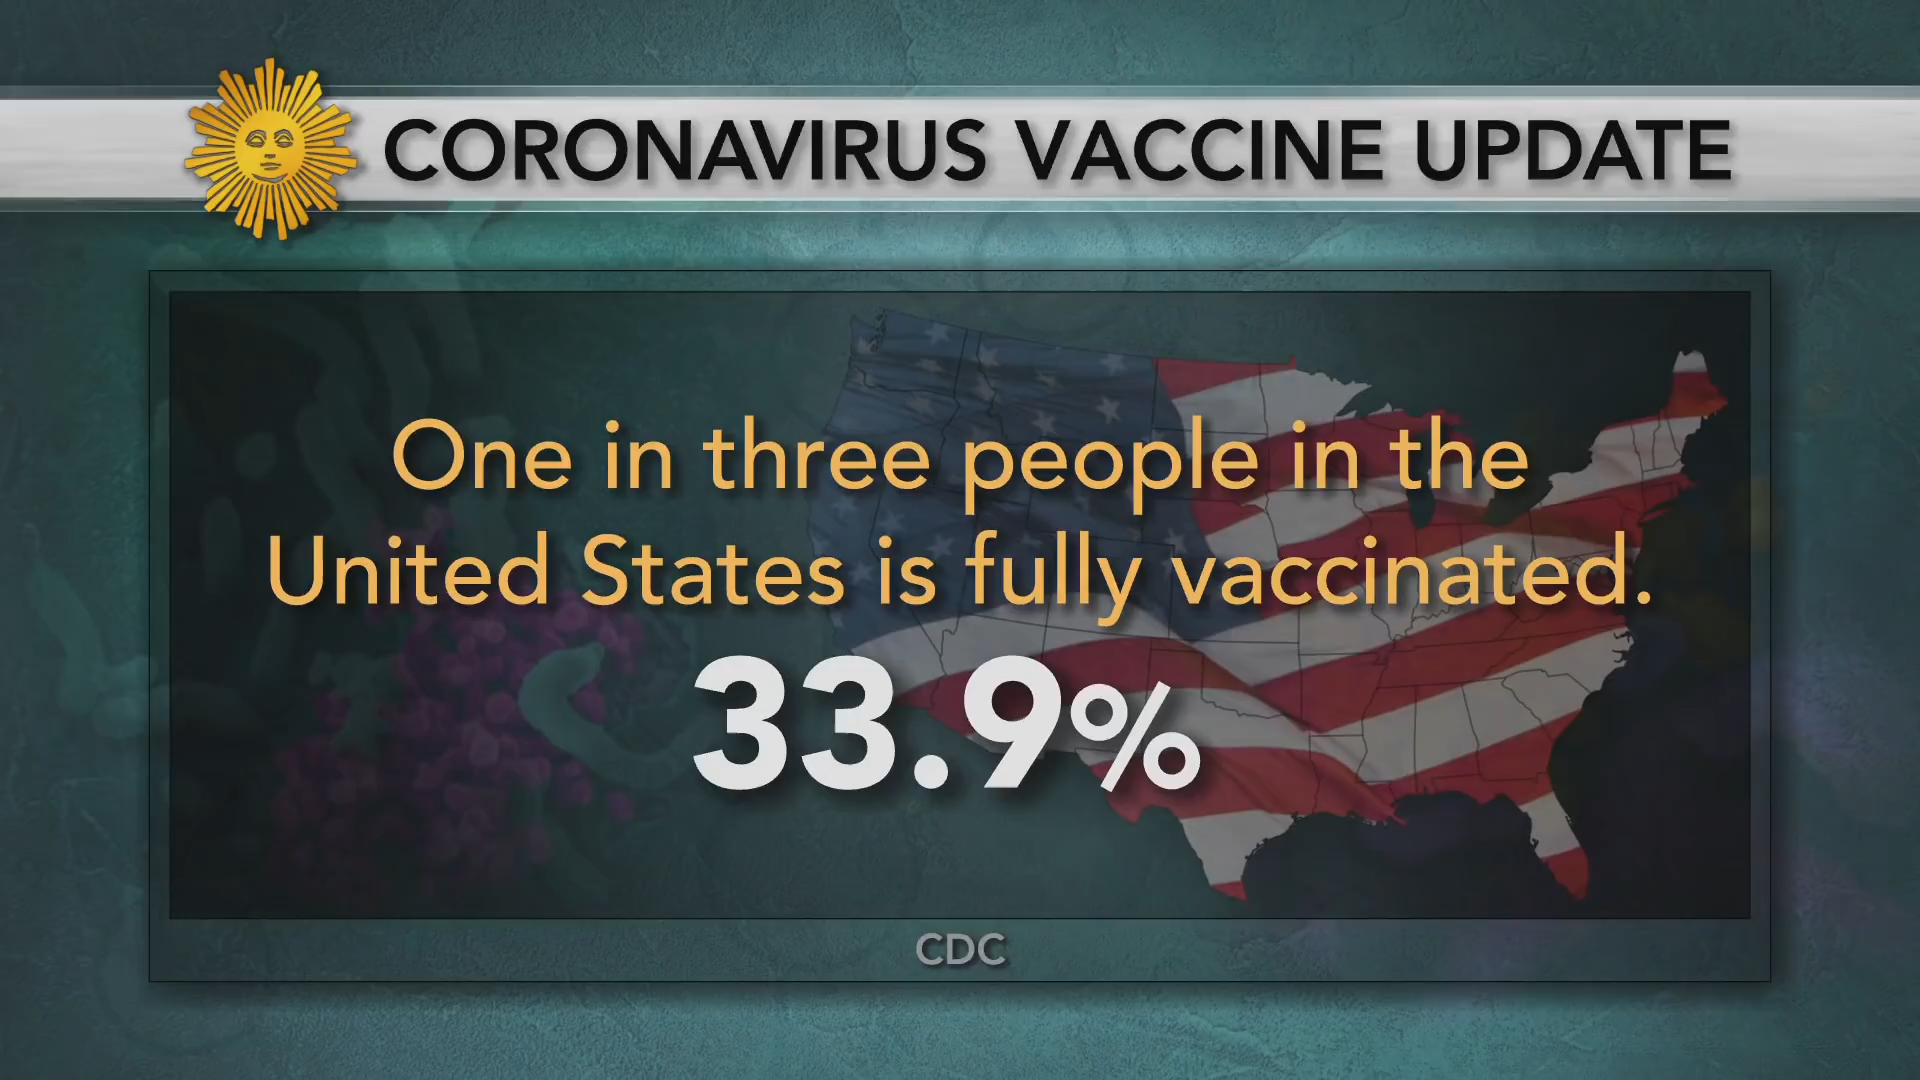 CORONAVIRUS VACCINE UPDATE
One in three people in the
United States is fully vaccinated.
33.9%
CDC